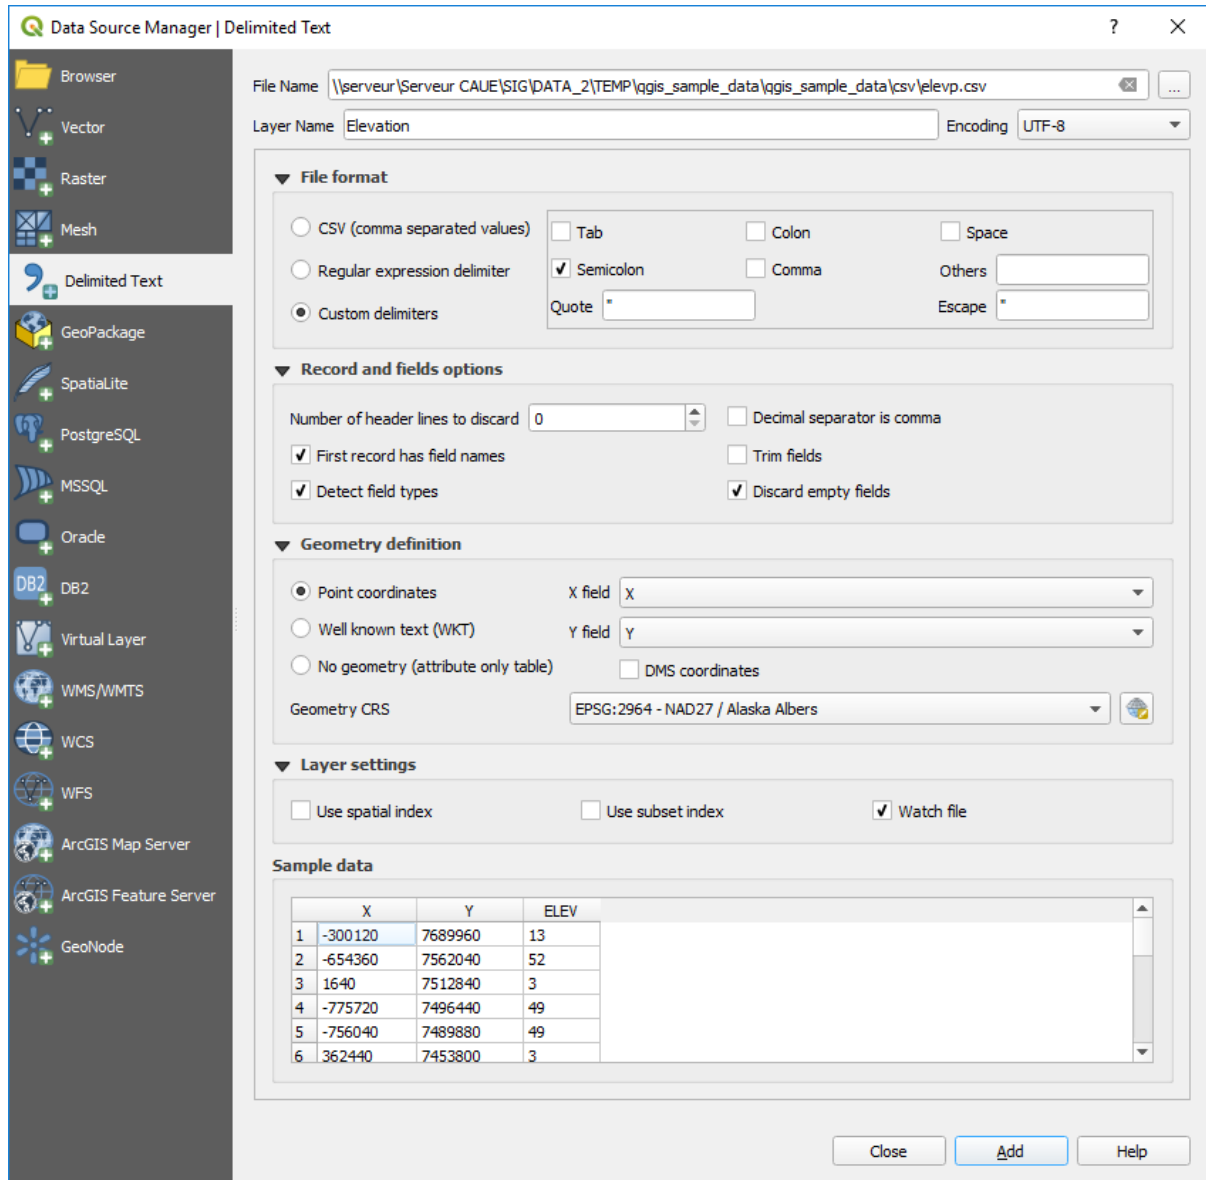 Data Source Manager | Delimited Text
?
Browser
Vector
Raster
Mesh
Delimited Text
GeoPackage
SpatiaLite
PostgreSQL
MSSQL
Oracle
DB2 DB2
Virtual Layer
WMS/WMTS
WCS
WFS
ArcGIS Map Server
ArcGIS Feature Server
GeoNode
File Name \\serveur\Serveur CAUE\SIG\DATA_2\TEMP\qgis_sample_data\qgis_sample_data\csv\elevp.csv ...
Layer Name Elevation Encoding UTF-8
File format
CSV (comma separated values) Tab Colon Space
Regular expression delimiter Semicolon Comma Others
Custom delimiters Quote " Escape "
Record and fields options
Number of header lines to discard 0 Decimal separator is comma
First record has field names Trim fields
Detect field types Discard empty fields
Geometry definition
Point coordinates X field X
Well known text (WKT) Y field Y
No geometry (attribute only table) DMS coordinates
Geometry CRS EPSG:2964 - NAD27 / Alaska Albers
Layer settings
Use spatial index Use subset index Watch file
Sample data
X Y ELEV
1 -300120 7689960 13
2 -654360 7562040 52
3 1640 7512840 3
4 -775720 7496440 49
5 -756040 7489880 49
6 362440 7453800 3
Close Add Help